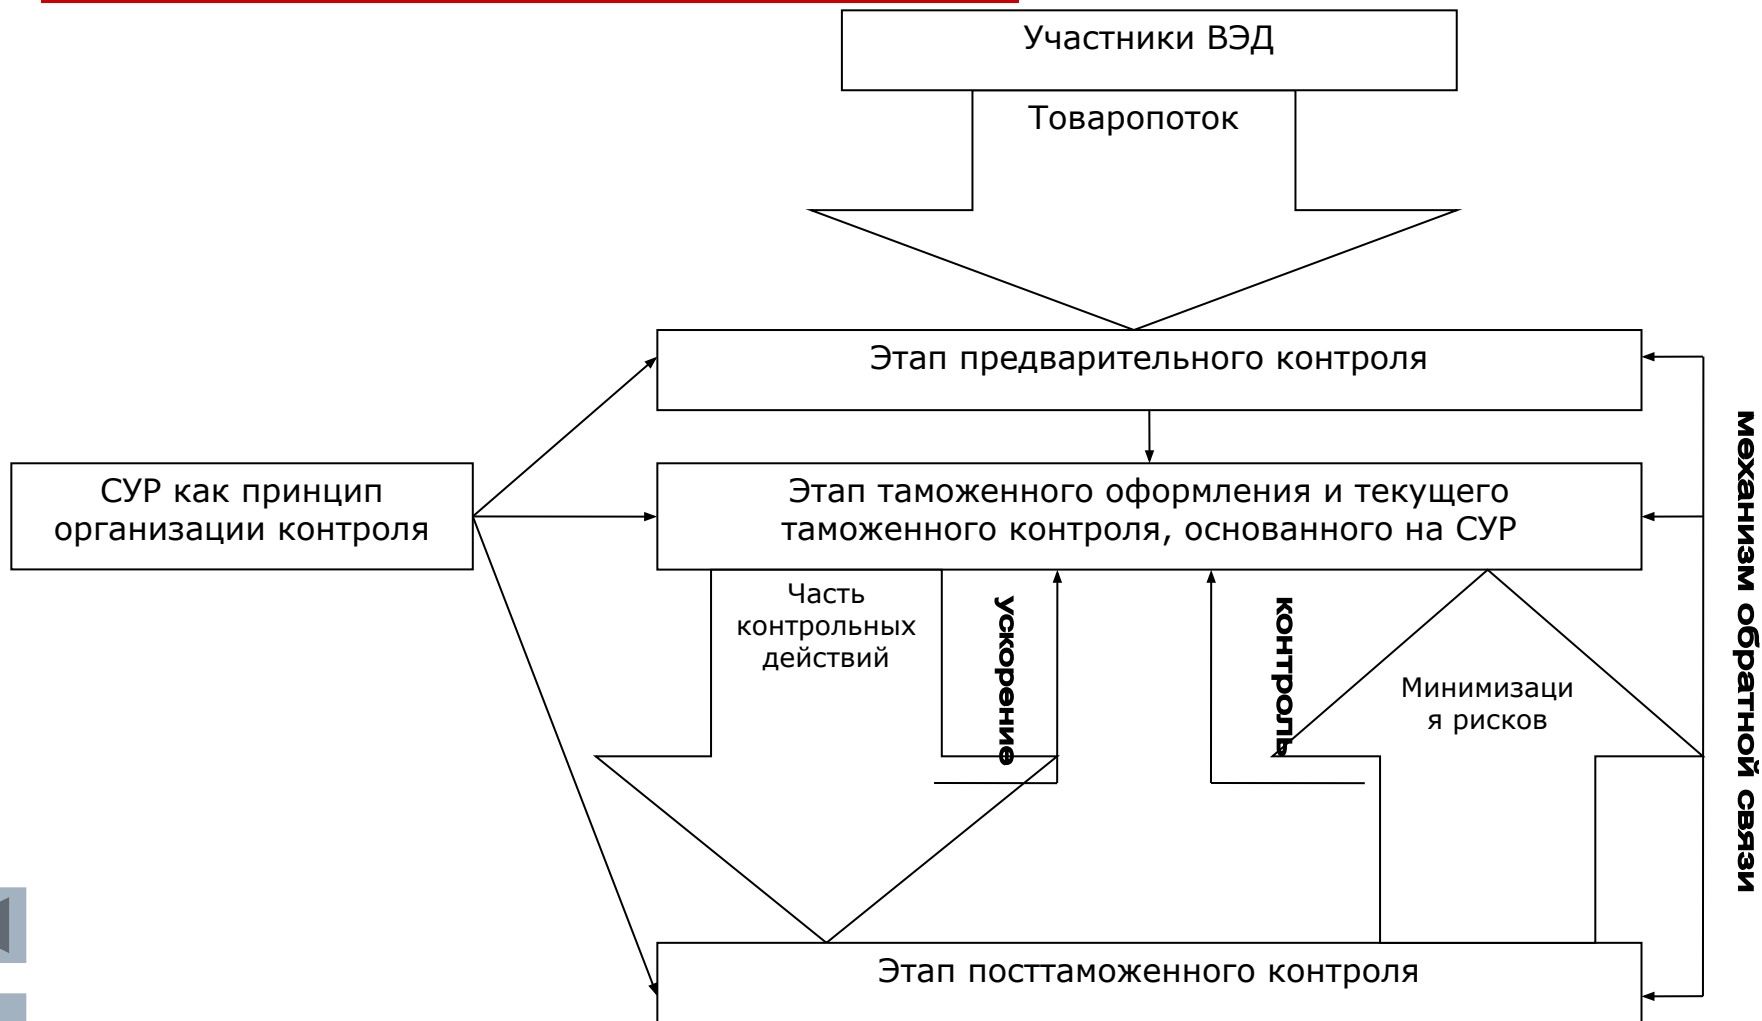 Участники ВЭД
Товаропоток
Этап предварительного контроля
СУР как принцип
организации контроля
Этап таможенного оформления и текущего
таможенного контроля, основанного на СУР
Часть
контрольных
действий
ускорение
контроль
Минимизаци
я рисков
механизм обратной связи
Этап посттаможенного контроля